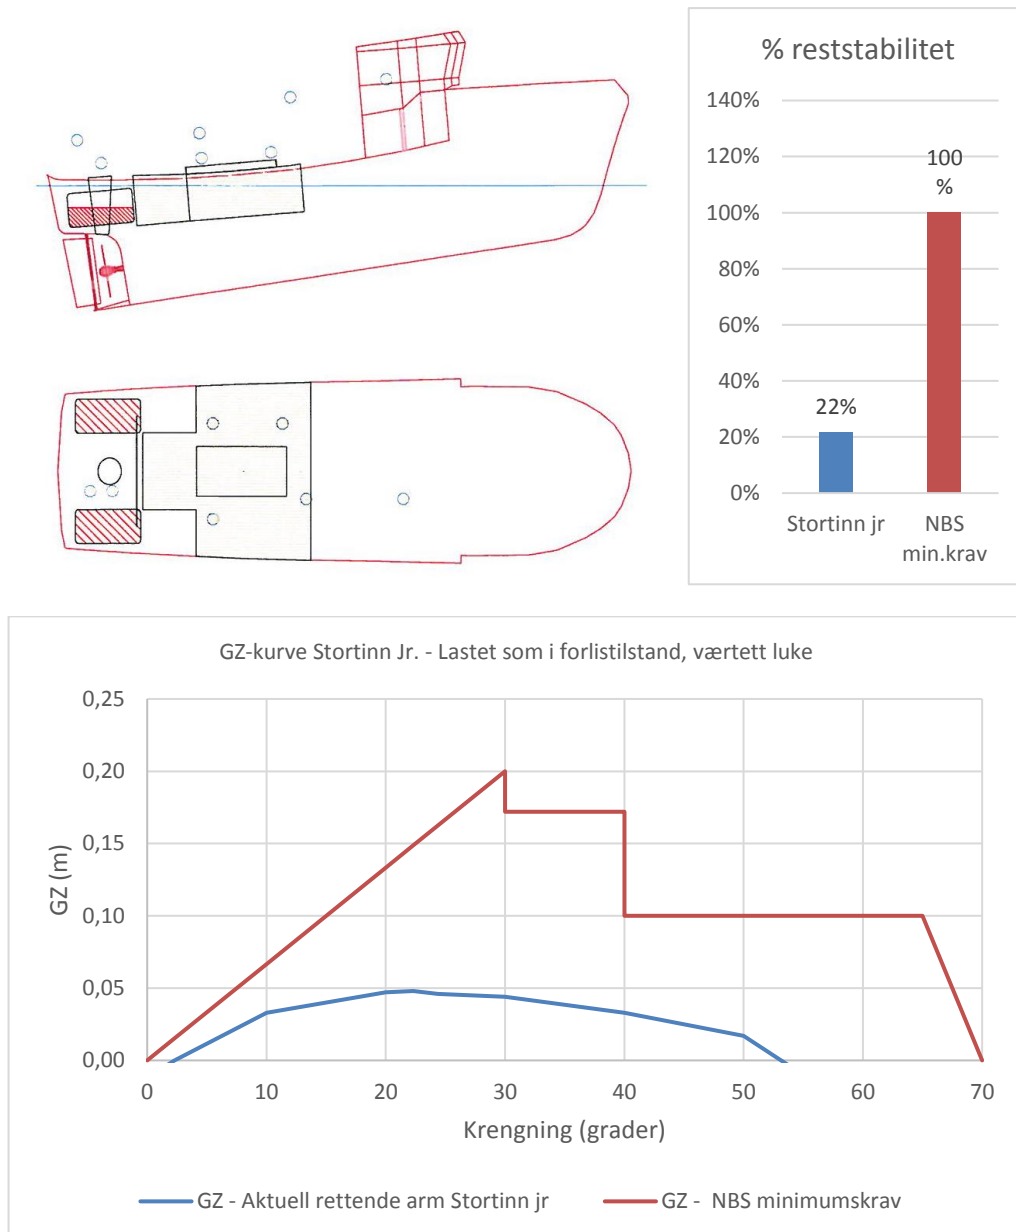 % reststabilitet
140%
120%
100%
80%
60%
40%
20%
0%
22%
100
%
Stortinn jr
NBS
min.krav
GZ-kurve Stortinn Jr. - Lastet som i forlistilstand, værtett luke
GZ (m)
0,25
0,20
0,15
0,10
0,05
0,00
0 10 20 30 40 50 60 70
Krengning (grader)
GZ - Aktuell rettende arm Stortinn jr
GZ - NBS minimumskrav